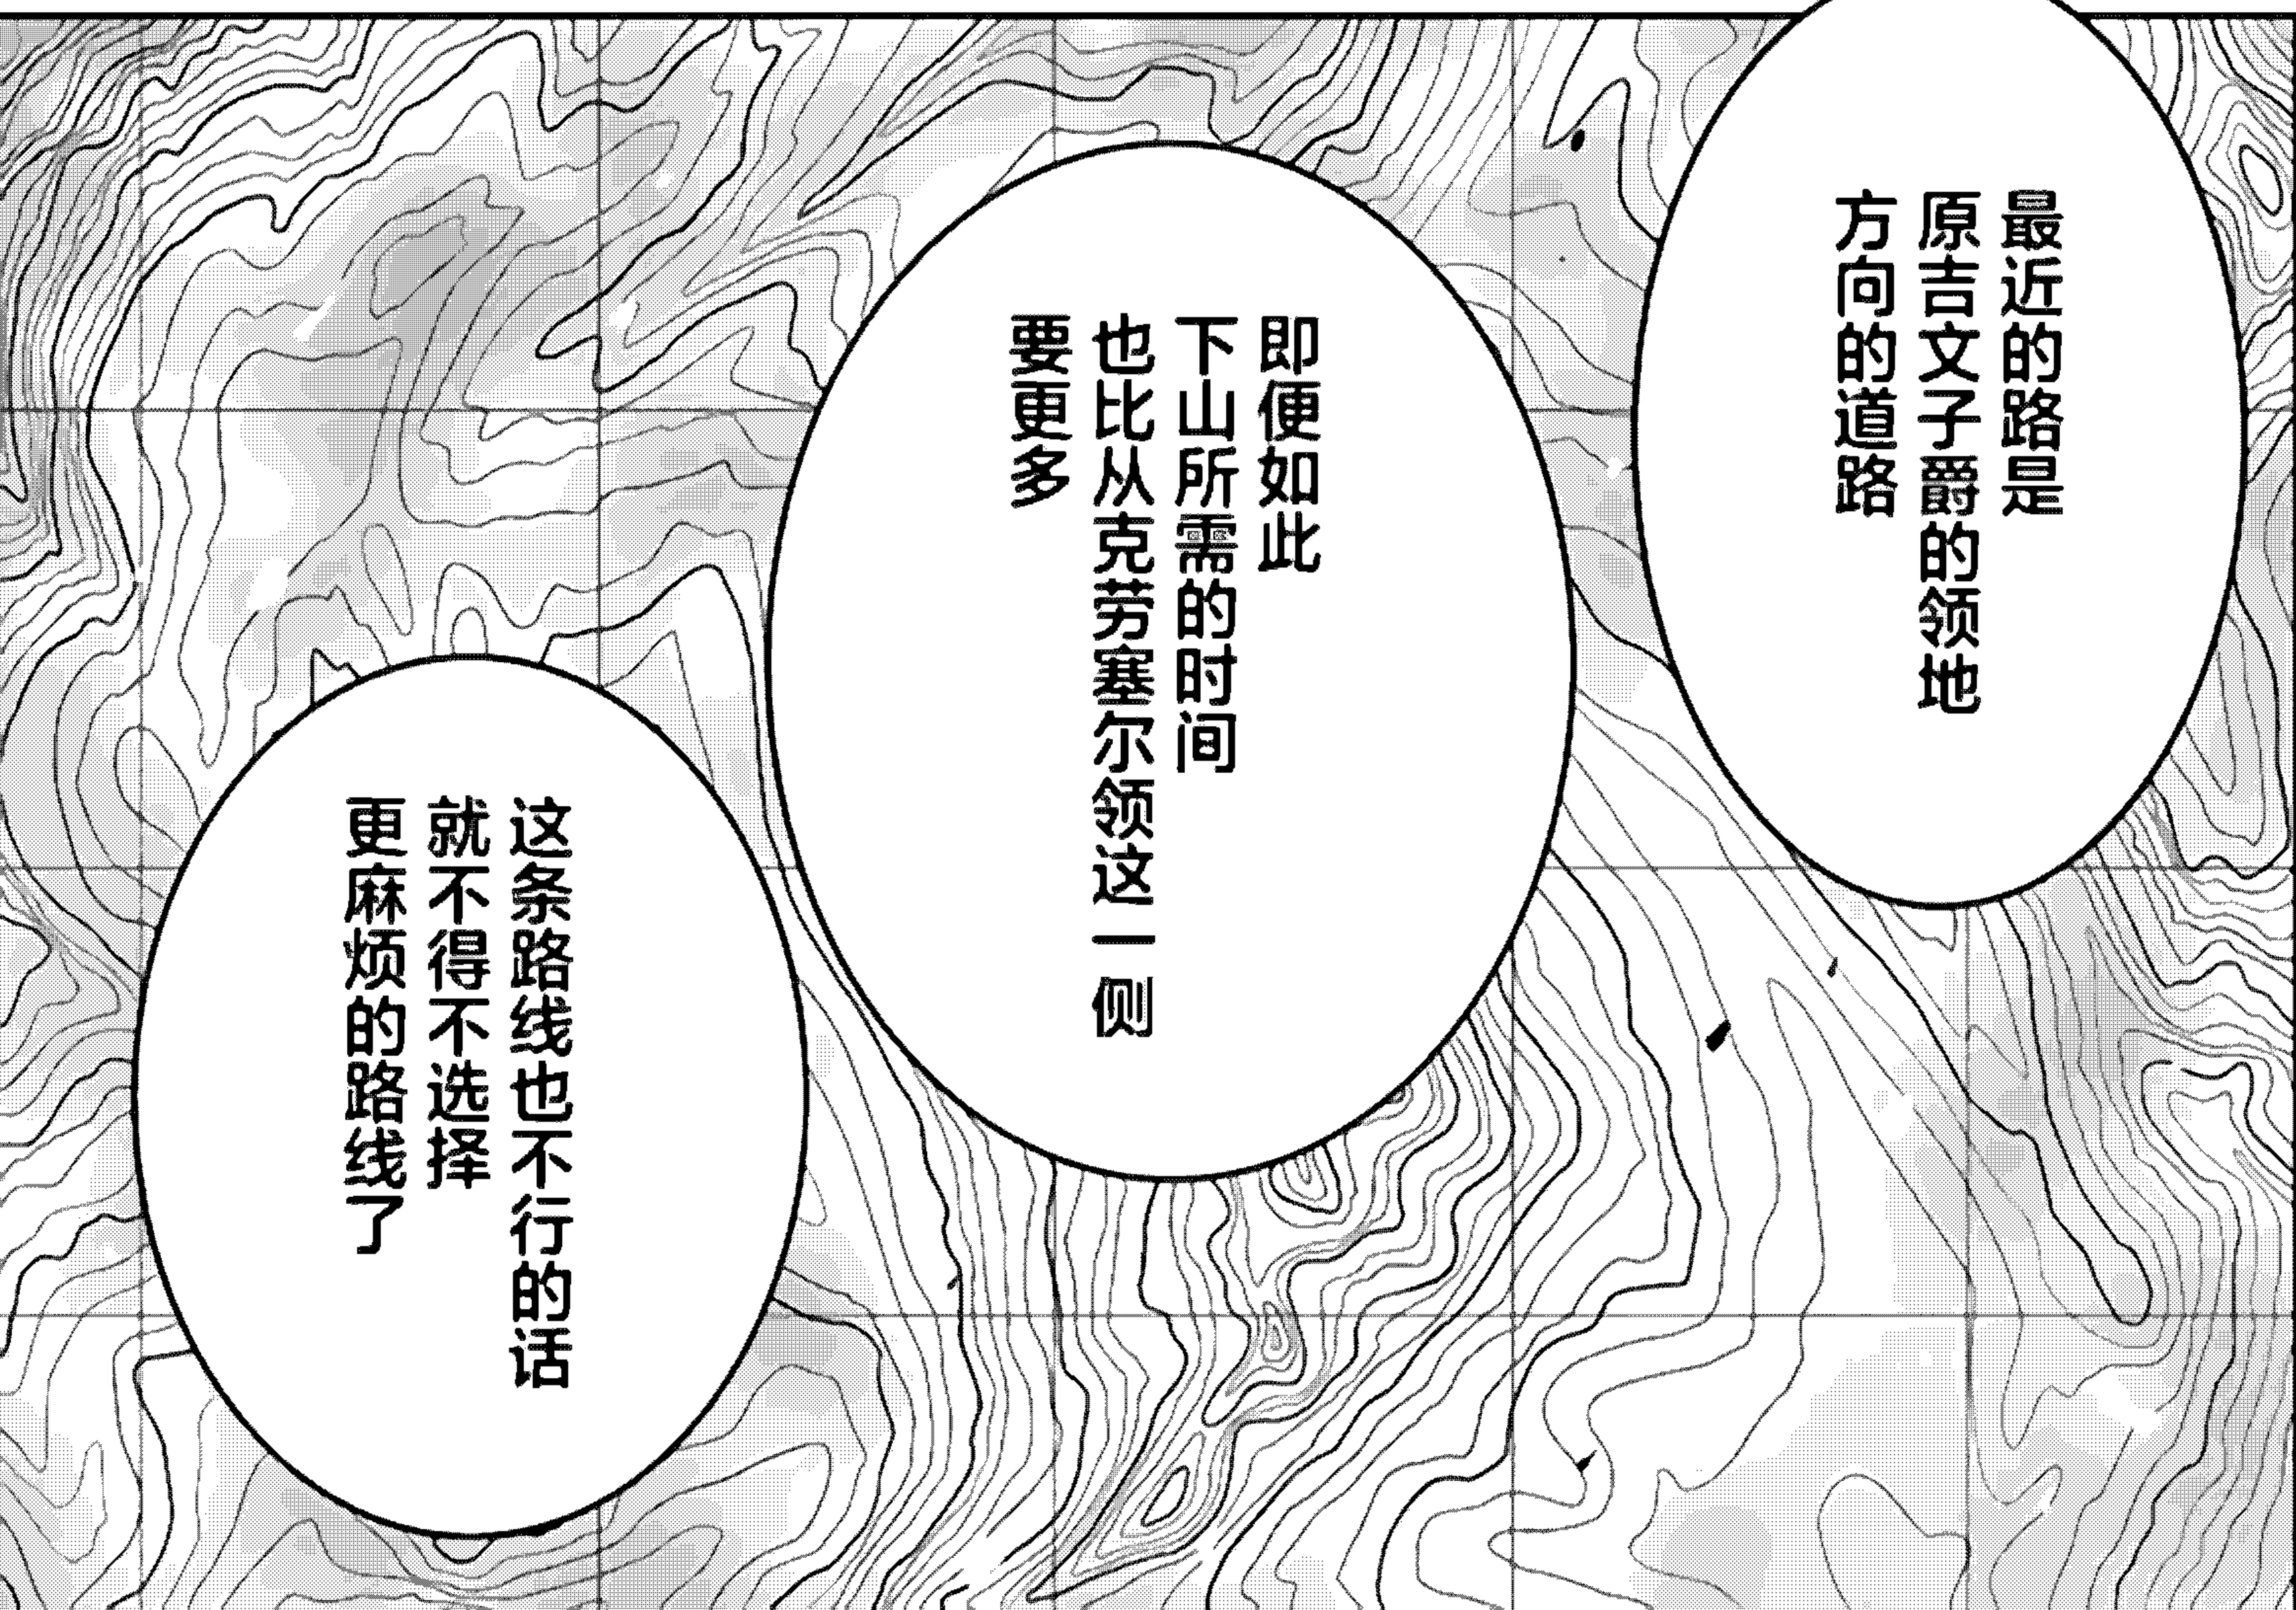 最近的路是
原吉文子爵的领地
方向的道路
即便如此
下山所需的时间
也比从克劳塞尔领这一侧
要更多
这条路线也不行的话
就不得不选择
更麻烦的路线了